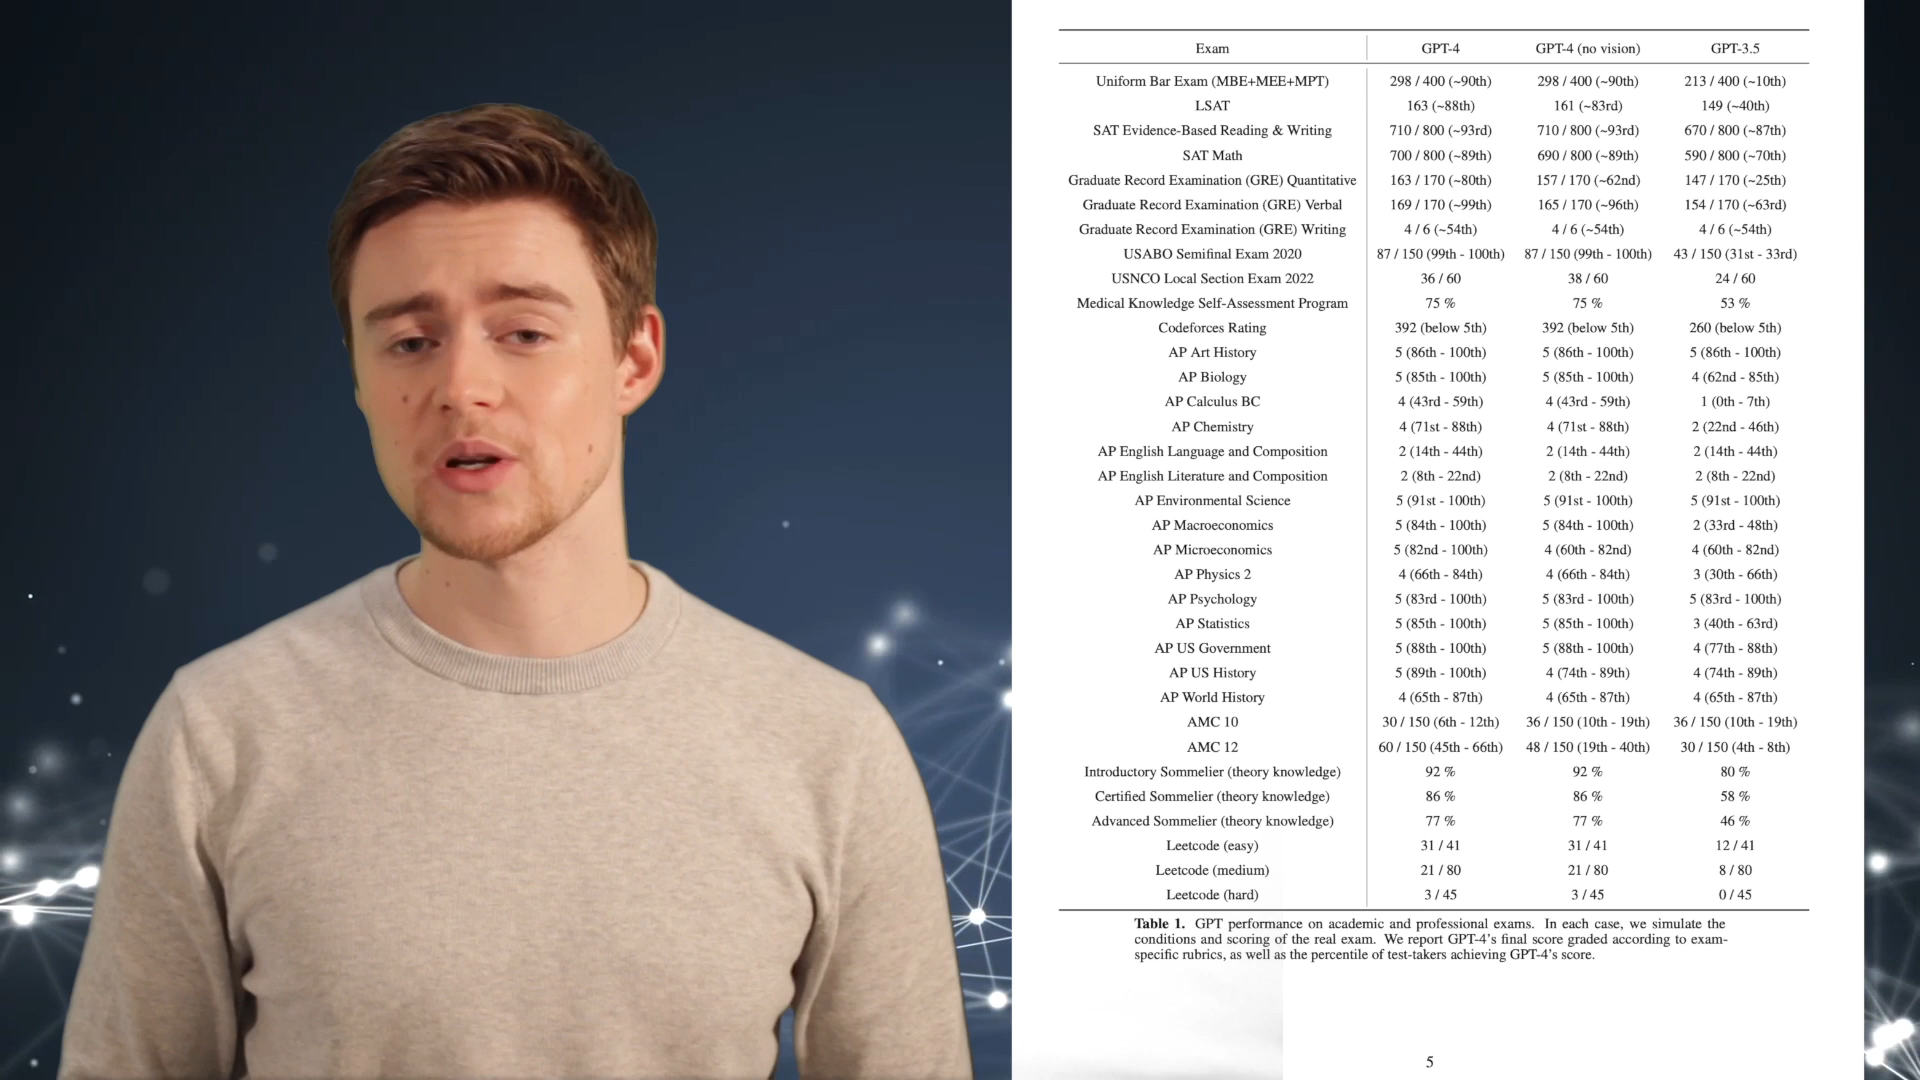 Exam GPT-4 GPT-4 (no vision) GPT-3.5
Uniform Bar Exam (MBE+MEE+MPT) 298 / 400 (~90th) 298 / 400 (~90th) 213 / 400 (~10th)
LSAT 163 (~88th) 161 (~83rd) 149 (~40th)
SAT Evidence-Based Reading & Writing 710 / 800 (~93rd) 710 / 800 (~93rd) 670 / 800 (~87th)
SAT Math 700 / 800 (~89th) 690 / 800 (~89th) 590 / 800 (~70th)
Graduate Record Examination (GRE) Quantitative 163 / 170 (~80th) 157 / 170 (~62nd) 147 / 170 (~25th)
Graduate Record Examination (GRE) Verbal 169 / 170 (~99th) 165 / 170 (~96th) 154 / 170 (~63rd)
Graduate Record Examination (GRE) Writing 4 / 6 (~54th) 4 / 6 (~54th) 4 / 6 (~54th)
USABO Semifinal Exam 2020 87 / 150 (99th - 100th) 87 / 150 (99th - 100th) 43 / 150 (31st - 33rd)
USNCO Local Section Exam 2022 36 / 60 38 / 60 24 / 60
Medical Knowledge Self-Assessment Program 75 % 75 % 53 %
Codeforces Rating 392 (below 5th) 392 (below 5th) 260 (below 5th)
AP Art History 5 (86th - 100th) 5 (86th - 100th) 5 (86th - 100th)
AP Biology 5 (85th - 100th) 5 (85th - 100th) 4 (62nd - 85th)
AP Calculus BC 4 (43rd - 59th) 4 (43rd - 59th) 1 (0th - 7th)
AP Chemistry 4 (71st - 88th) 4 (71st - 88th) 2 (22nd - 46th)
AP English Language and Composition 2 (14th - 44th) 2 (14th - 44th) 2 (14th - 44th)
AP English Literature and Composition 2 (8th - 22nd) 2 (8th - 22nd) 2 (8th - 22nd)
AP Environmental Science 5 (91st - 100th) 5 (91st - 100th) 5 (91st - 100th)
AP Macroeconomics 5 (84th - 100th) 5 (84th - 100th) 2 (33rd - 48th)
AP Microeconomics 5 (82nd - 100th) 4 (60th - 82nd) 4 (60th - 82nd)
AP Physics 2 4 (66th - 84th) 4 (66th - 84th) 3 (30th - 66th)
AP Psychology 5 (83rd - 100th) 5 (83rd - 100th) 5 (83rd - 100th)
AP Statistics 5 (85th - 100th) 5 (85th - 100th) 3 (40th - 63rd)
AP US Government 5 (88th - 100th) 5 (88th - 100th) 4 (77th - 88th)
AP US History 5 (89th - 100th) 4 (74th - 89th) 4 (74th - 89th)
AP World History 4 (65th - 87th) 4 (65th - 87th) 4 (65th - 87th)
AMC 10 30 / 150 (6th - 12th) 36 / 150 (10th - 19th) 36 / 150 (10th - 19th)
AMC 12 60 / 150 (45th - 66th) 48 / 150 (19th - 40th) 30 / 150 (4th - 8th)
Introductory Sommelier (theory knowledge) 92 % 92 % 80 %
Certified Sommelier (theory knowledge) 86 % 86 % 58 %
Advanced Sommelier (theory knowledge) 77 % 77 % 46 %
Leetcode (easy) 31 / 41 31 / 41 12 / 41
Leetcode (medium) 21 / 80 21 / 80 8 / 80
Leetcode (hard) 3 / 45 3 / 45 0 / 45
Table 1. GPT performance on academic and professional exams. In each case, we simulate the
conditions and scoring of the real exam. We report GPT-4's final score graded according to exam-
specific rubrics, as well as the percentile of test-takers achieving GPT-4's score.
5